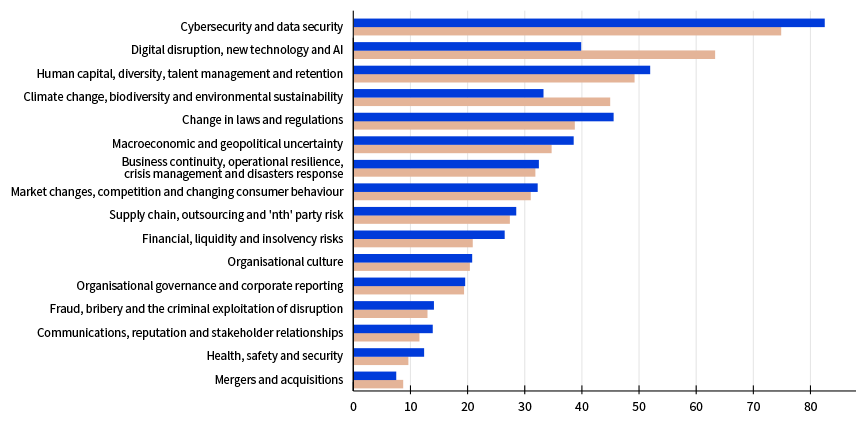 Cybersecurity and data security
Digital disruption, new technology and AI
Human capital, diversity, talent management and retention
Climate change, biodiversity and environmental sustainability
Change in laws and regulations
Macroeconomic and geopolitical uncertainty
Business continuity, operational resilience,
crisis management and disasters response
Market changes, competition and changing consumer behaviour
Supply chain, outsourcing and 'nth' party risk
Financial, liquidity and insolvency risks
Organisational culture
Organisational governance and corporate reporting
Fraud, bribery and the criminal exploitation of disruption
Communications, reputation and stakeholder relationships
Health, safety and security
Mergers and acquisitions
0 10 20 30 40 50 60 70 80